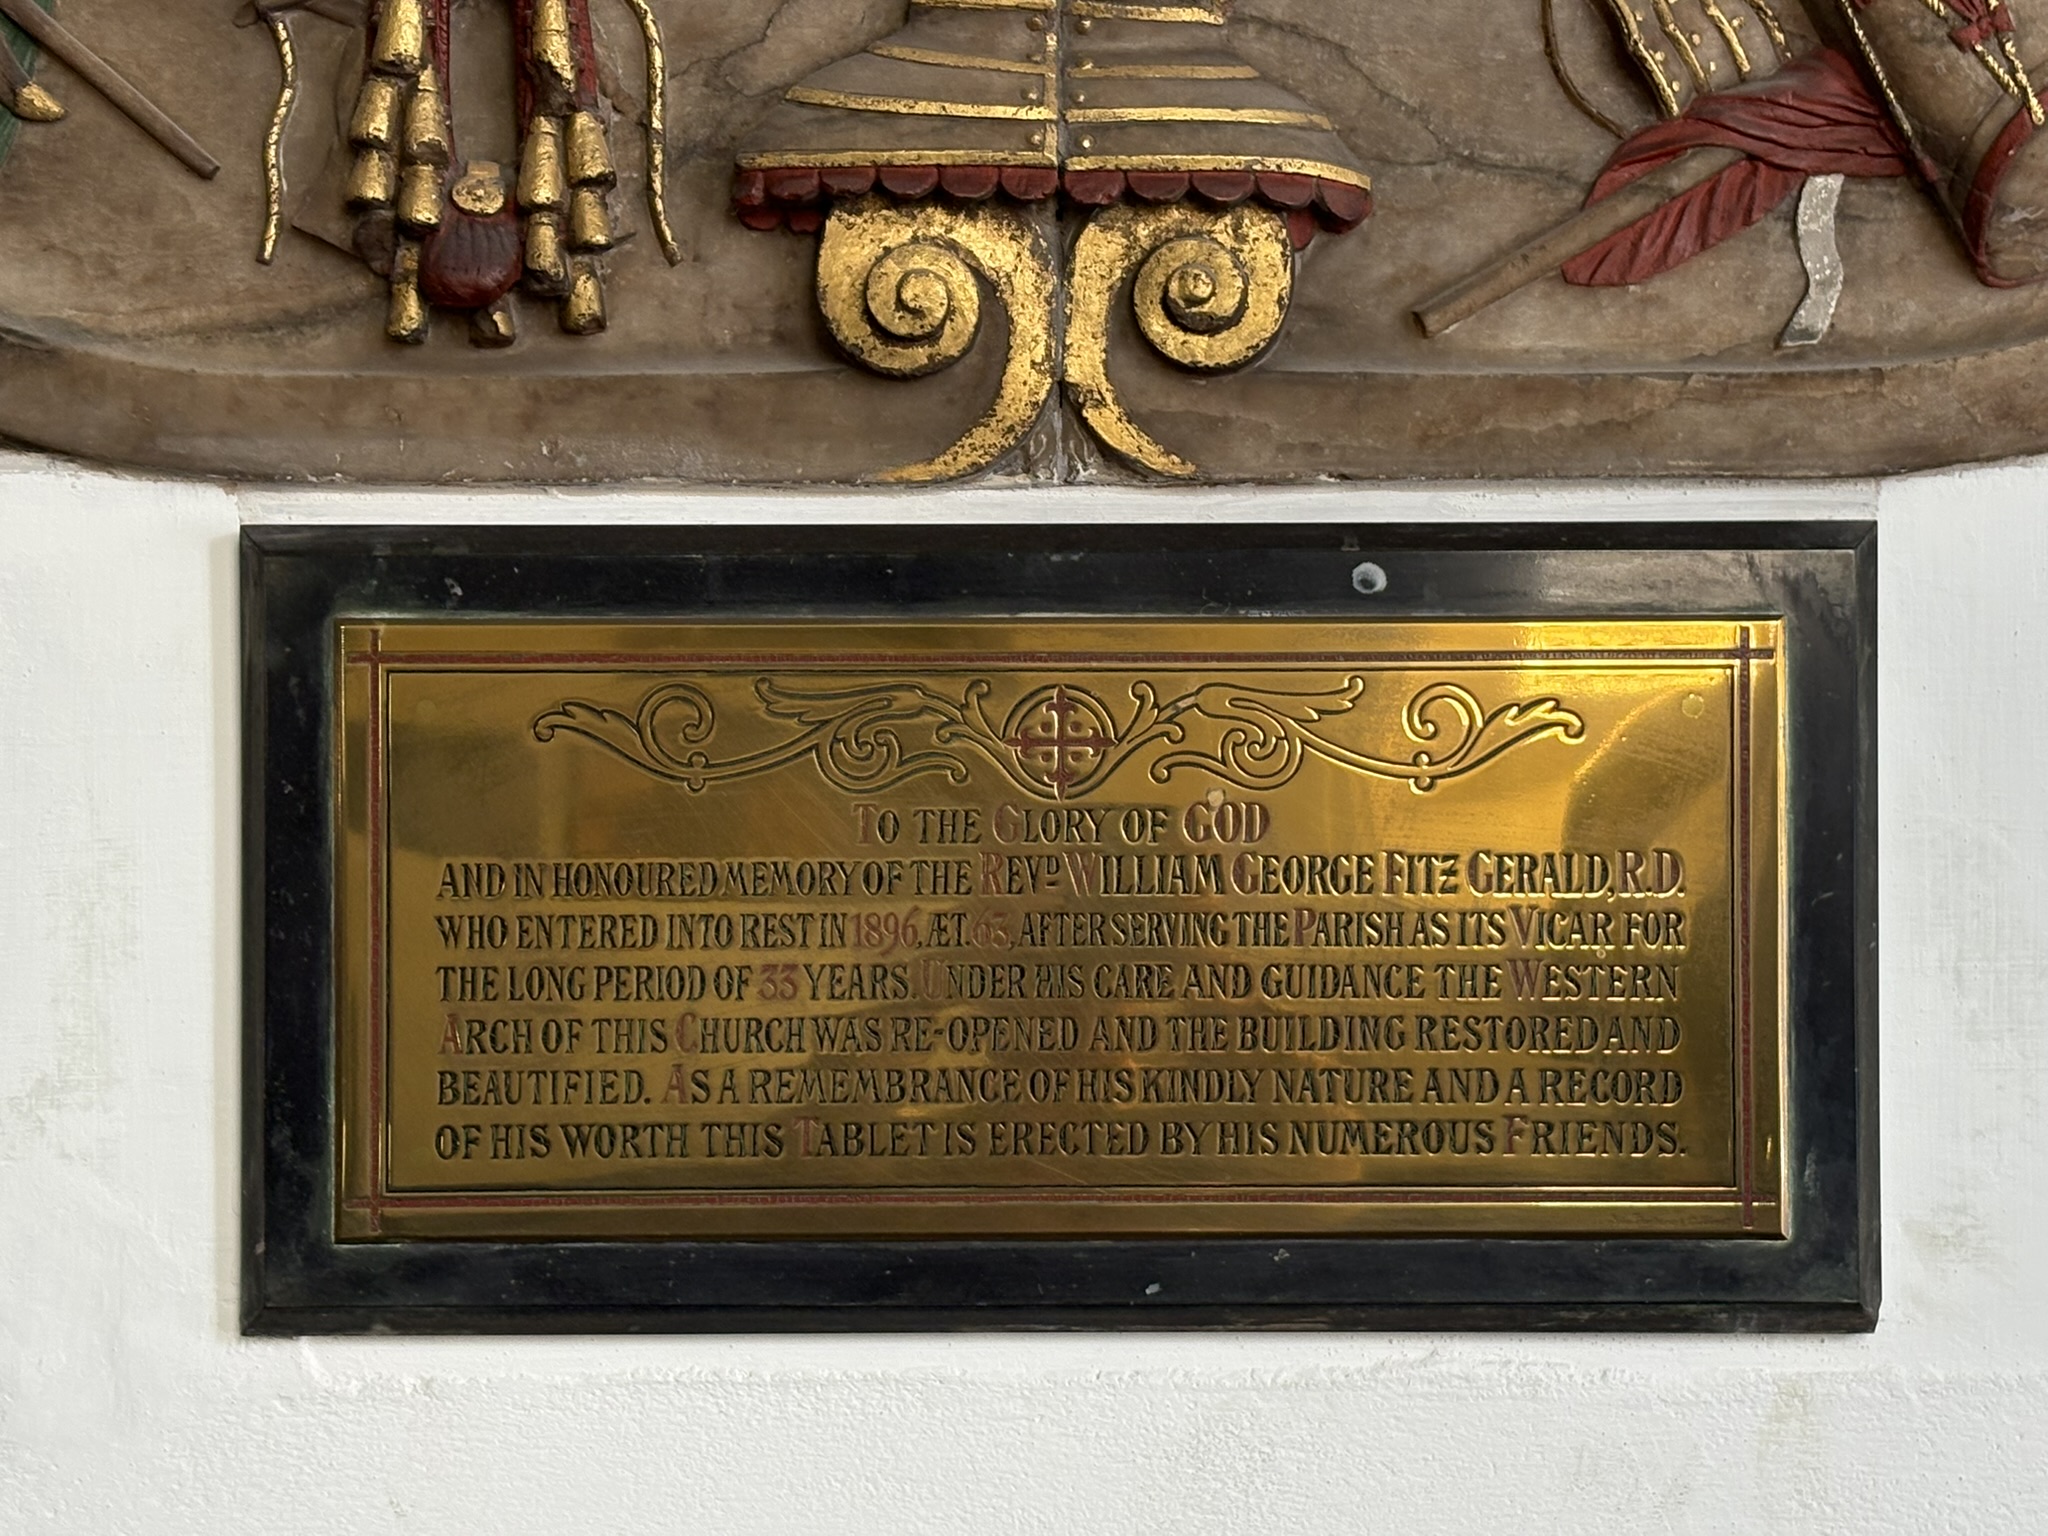 TO THE GLORY OF GOD
AND IN HONOURED MEMORY OF THE REVD WILLIAM GEORGE FITZ GERALD, R.D.
WHO ENTERED INTO REST IN 1896, ÆT. 63, AFTER SERVING THE PARISH AS ITS VICAR FOR
THE LONG PERIOD OF 33 YEARS. UNDER HIS CARE AND GUIDANCE THE WESTERN
ARCH OF THIS CHURCH WAS RE-OPENED AND THE BUILDING RESTORED AND
BEAUTIFIED. AS A REMEMBRANCE OF HIS KINDLY NATURE AND A RECORD
OF HIS WORTH THIS TABLET IS ERECTED BY HIS NUMEROUS FRIENDS.